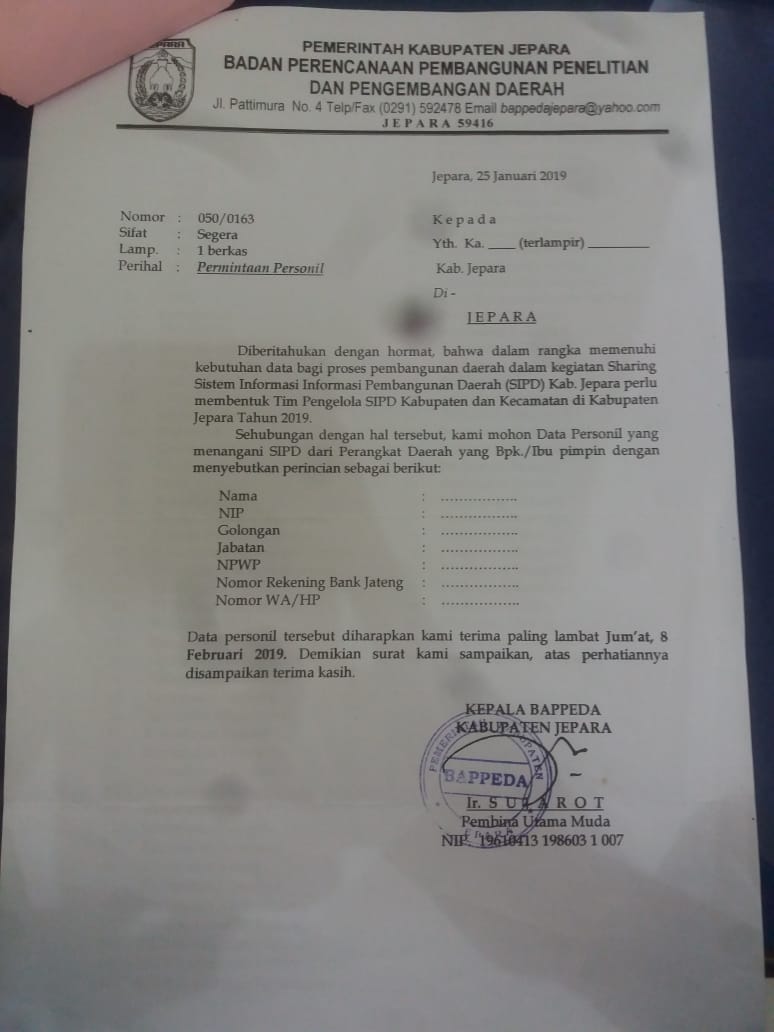 PEMERINTAH KABUPATEN JEPARA
BADAN PERENCANAAN PEMBANGUNAN PENELITIAN
DAN PENGEMBANGAN DAERAH
Jl. Pattimura No. 4 Telp/Fax (0291) 592478 Email bappedajepara@yahoo.com
J E P A R A 59416
Jepara, 25 Januari 2019
Nomor : 050/0163
Sifat : Segera
Lamp. : 1 berkas
Perihal : Permintaan Personil
K e p a d a
Yth. Ka. ____ (terlampir) _________
Kab. Jepara
Di -
J E P A R A
Diberitahukan dengan hormat, bahwa dalam rangka memenuhi
kebutuhan data bagi proses pembangunan daerah dalam kegiatan Sharing
Sistem Informasi Informasi Pembangunan Daerah (SIPD) Kab. Jepara perlu
membentuk Tim Pengelola SIPD Kabupaten dan Kecamatan di Kabupaten
Jepara Tahun 2019.
Sehubungan dengan hal tersebut, kami mohon Data Personil yang
menangani SIPD dari Perangkat Daerah yang Bpk./Ibu pimpin dengan
menyebutkan perincian sebagai berikut:
Nama : .................
NIP : .................
Golongan : .................
Jabatan : .................
NPWP : .................
Nomor Rekening Bank Jateng : .................
Nomor WA/HP : .................
Data personil tersebut diharapkan kami terima paling lambat Jum'at, 8
Februari 2019. Demikian surat kami sampaikan, atas perhatiannya
disampaikan terima kasih.
KEPALA BAPPEDA
KABUPATEN JEPARA
PEMERINTAH KABUPATEN
BAPPEDA
JEPARA
Ir. S U J A R O T
Pembina Utama Muda
NIP. 19610413 198603 1 007